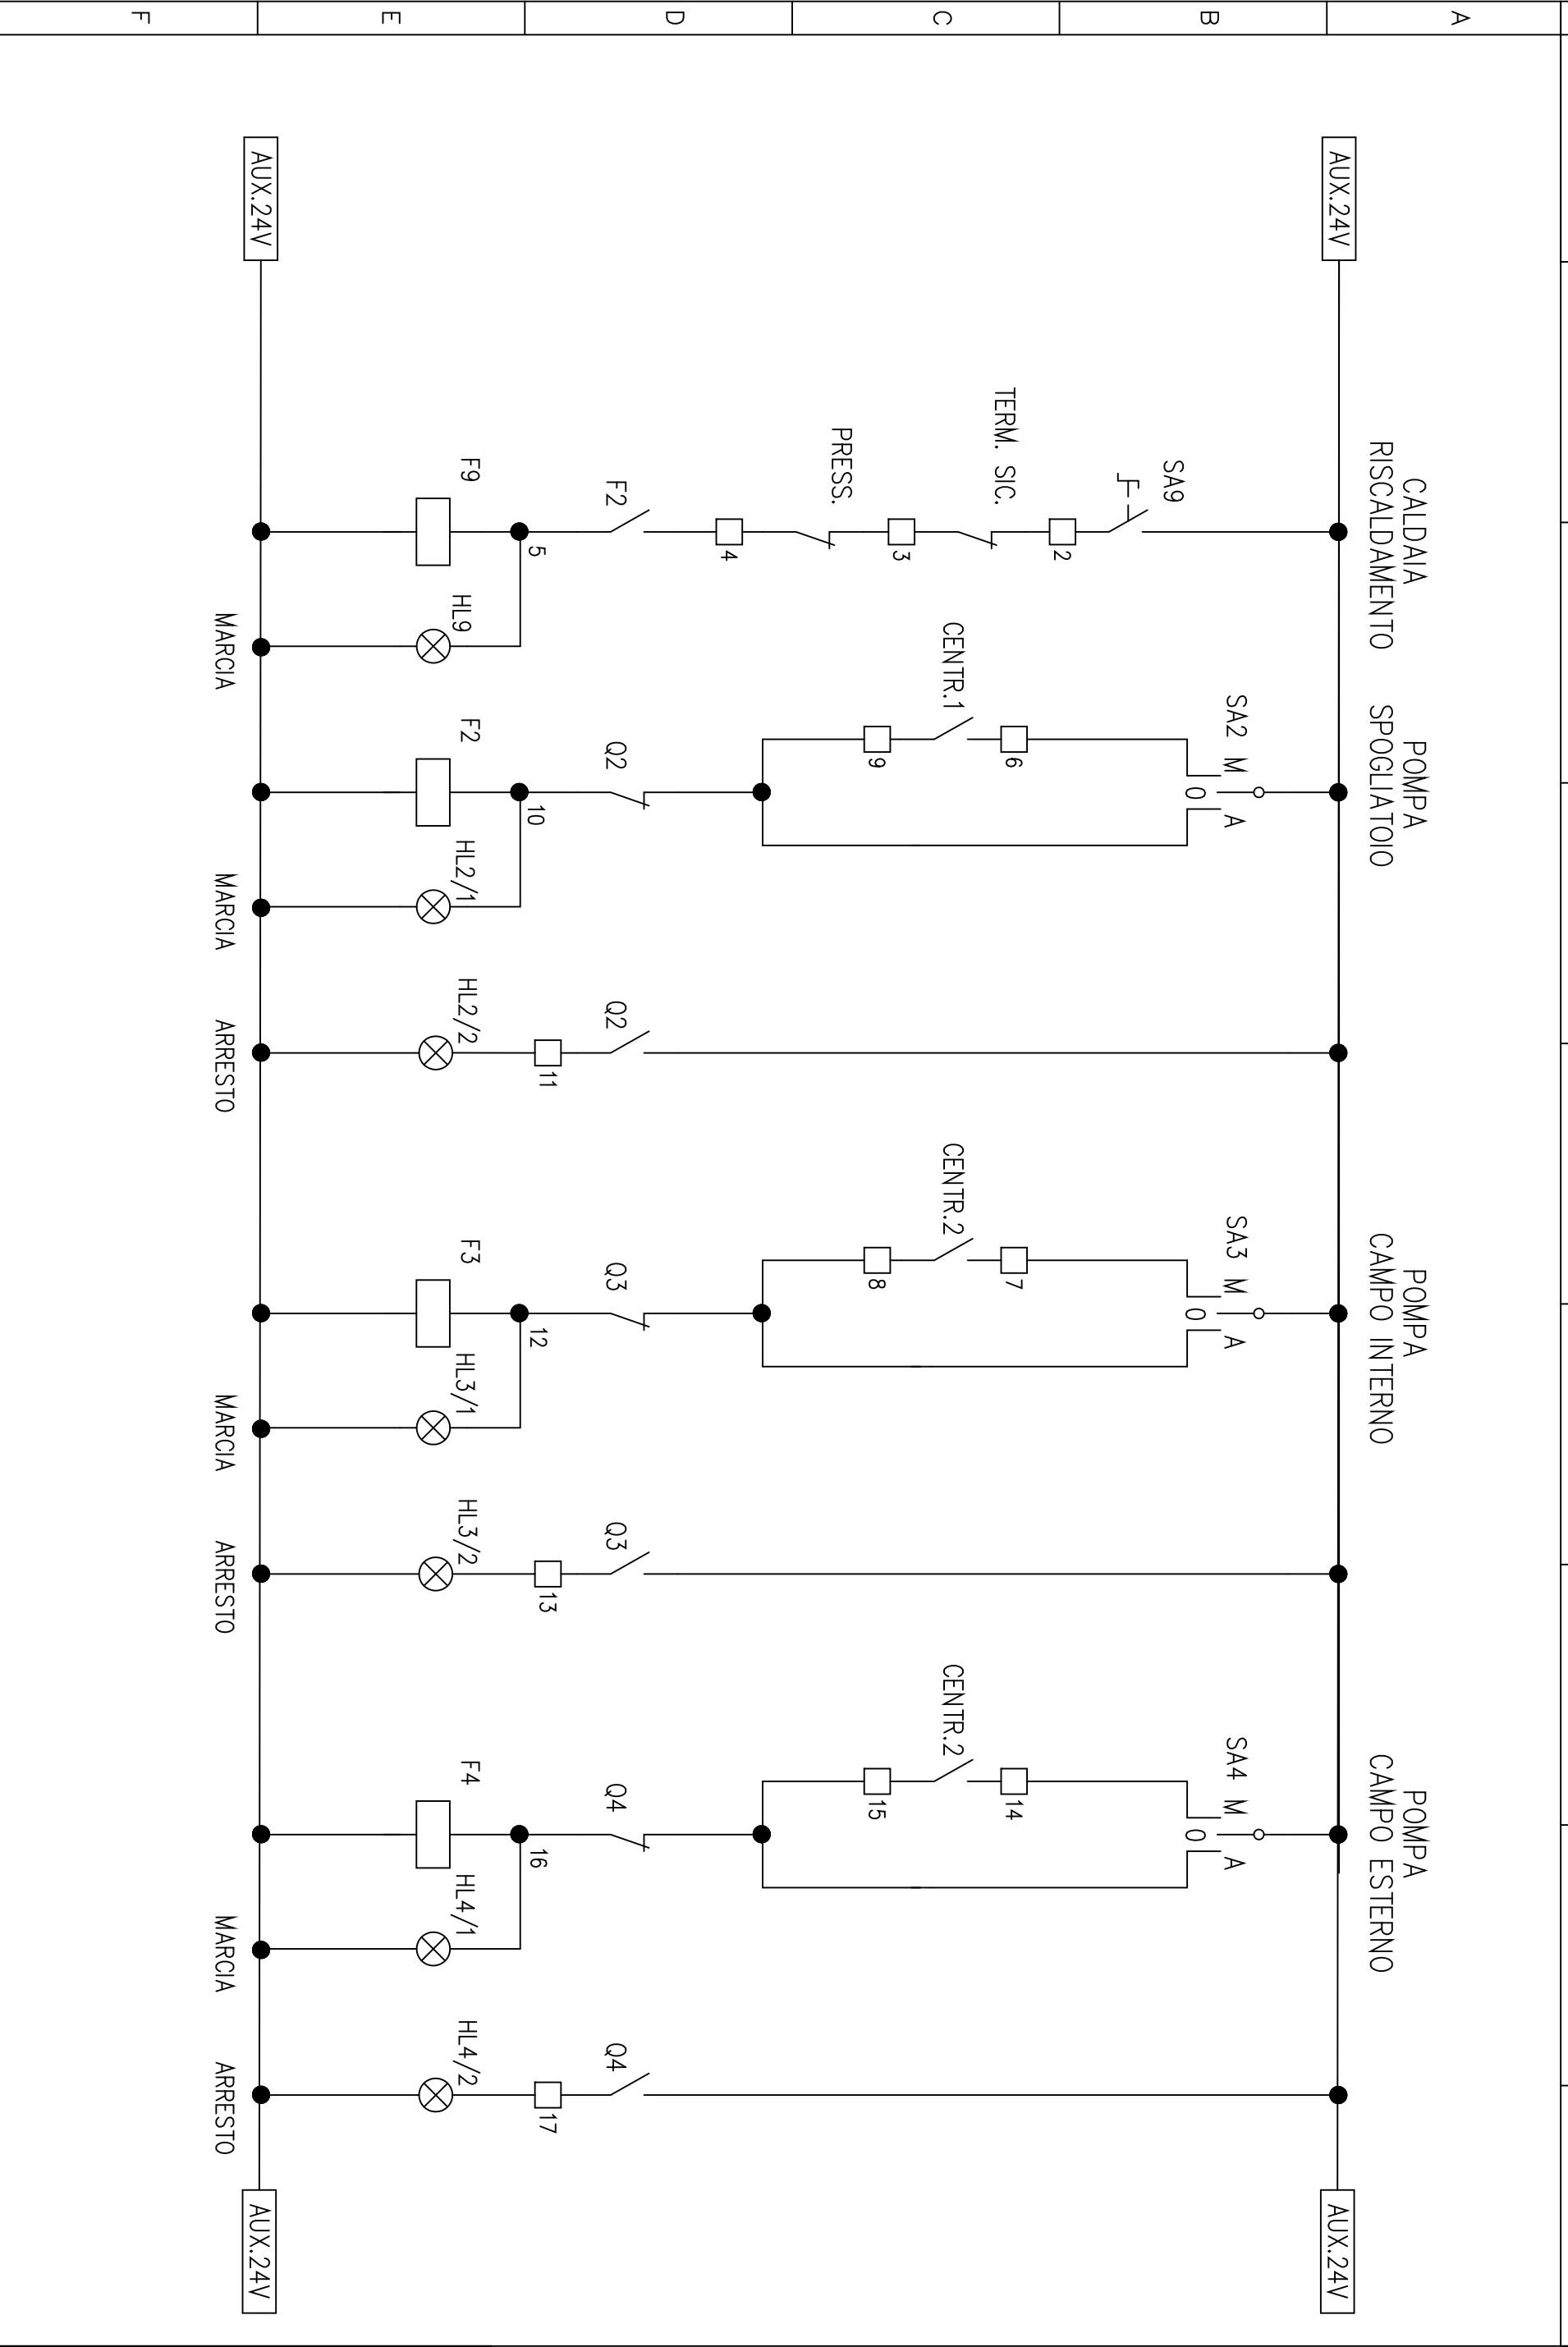 A
B
C
D
E
F
AUX.24V
AUX.24V
CALDAIA
RISCALDAMENTO
POMPA
SPOGLIATOIO
POMPA
CAMPO INTERNO
POMPA
CAMPO ESTERNO
SA9
2
TERM. SIC.
3
PRESS.
4
F2
5
F9
HL9
MARCIA
SA2 M
0
A
6
CENTR.1
9
Q2
10
F2
HL2/1
MARCIA
Q2
11
HL2/2
ARRESTO
SA3 M
0
A
7
CENTR.2
8
Q3
12
F3
HL3/1
MARCIA
Q3
13
HL3/2
ARRESTO
SA4 M
0
A
14
CENTR.2
15
Q4
16
F4
HL4/1
MARCIA
Q4
17
HL4/2
ARRESTO
AUX.24V
AUX.24V